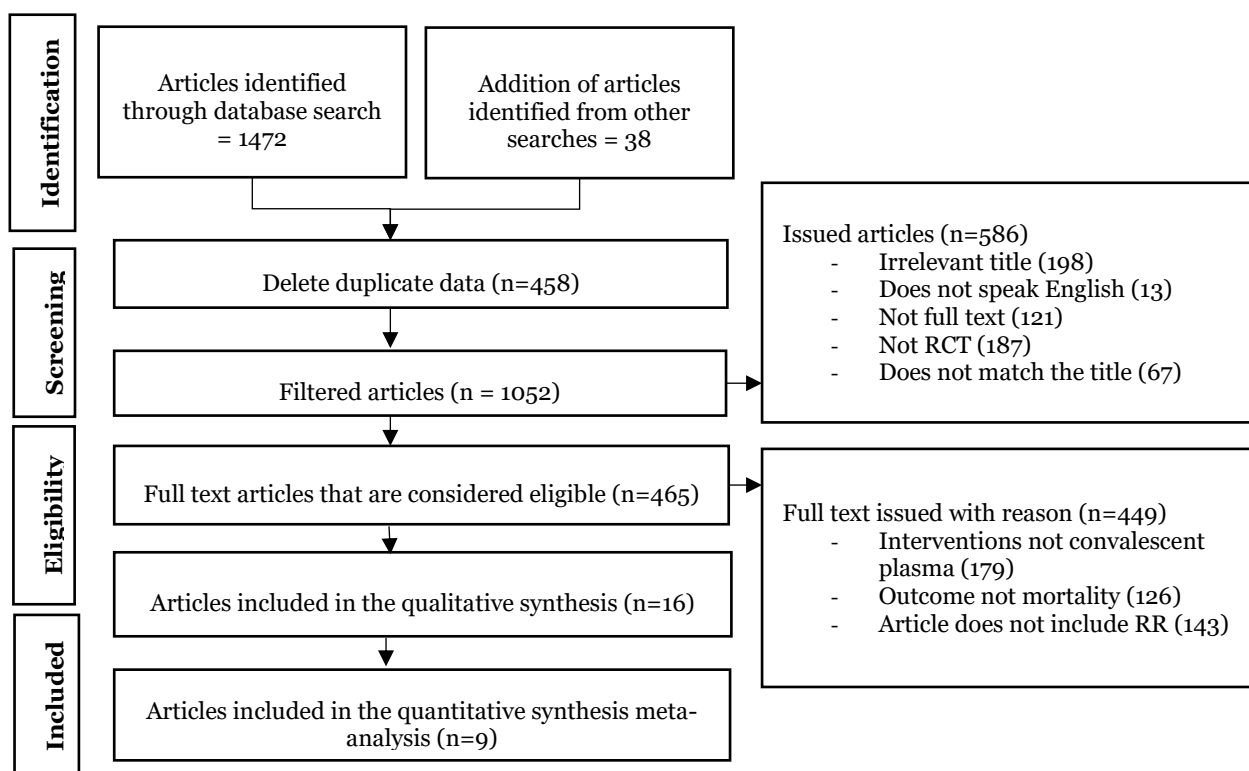 Identification
Articles identified
through database search
= 1472
Addition of articles
identified from other
searches = 38
Screening
Delete duplicate data (n=458)
Filtered articles (n = 1052)
Issued articles (n=586)
- Irrelevant title (198)
- Does not speak English (13)
- Not full text (121)
- Not RCT (187)
- Does not match the title (67)
Eligibility
Full text articles that are considered eligible (n=465)
Articles included in the qualitative synthesis (n=16)
Full text issued with reason (n=449)
- Interventions not convalescent
plasma (179)
- Outcome not mortality (126)
- Article does not include RR (143)
Included
Articles included in the quantitative synthesis meta-
analysis (n=9)